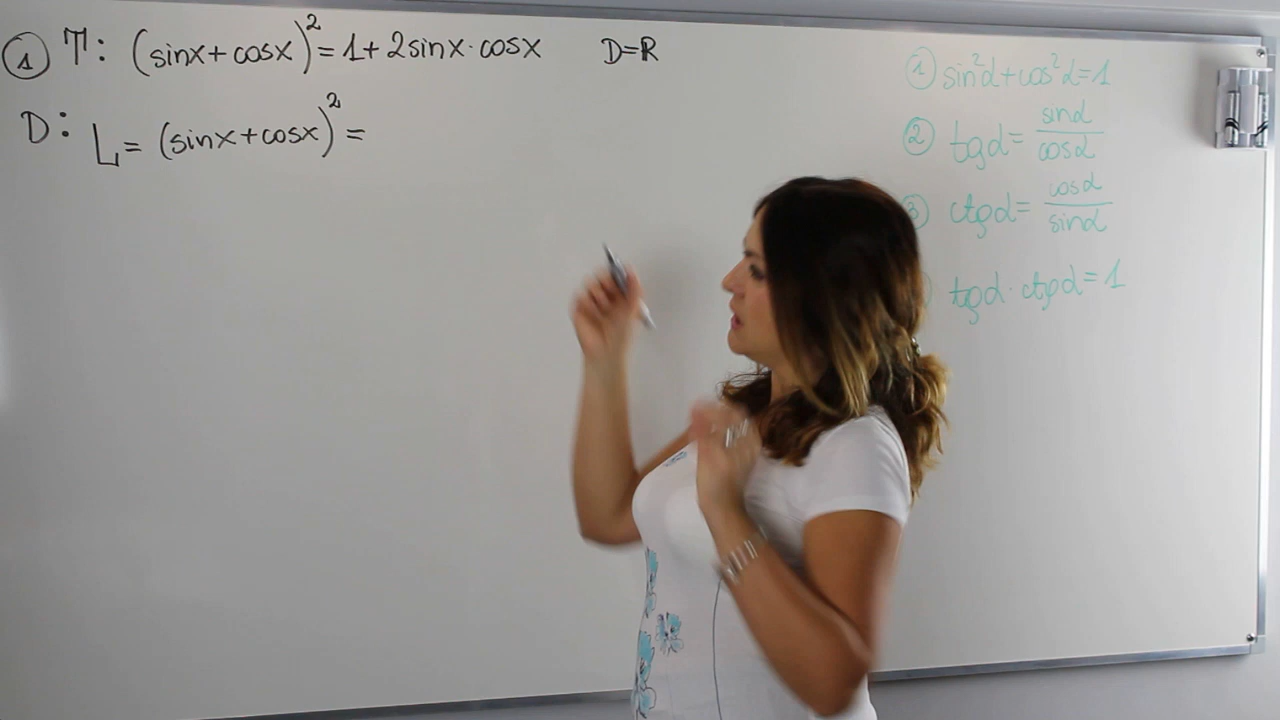 ① T: (sinx+cosx)²=1+2sinx·cosx D=R
D: L= (sinx+cosx)²=
① sin²α+cos²α=1
② tgα= sinα/cosα
③ ctgα= cosα/sinα
tgα·ctgα=1